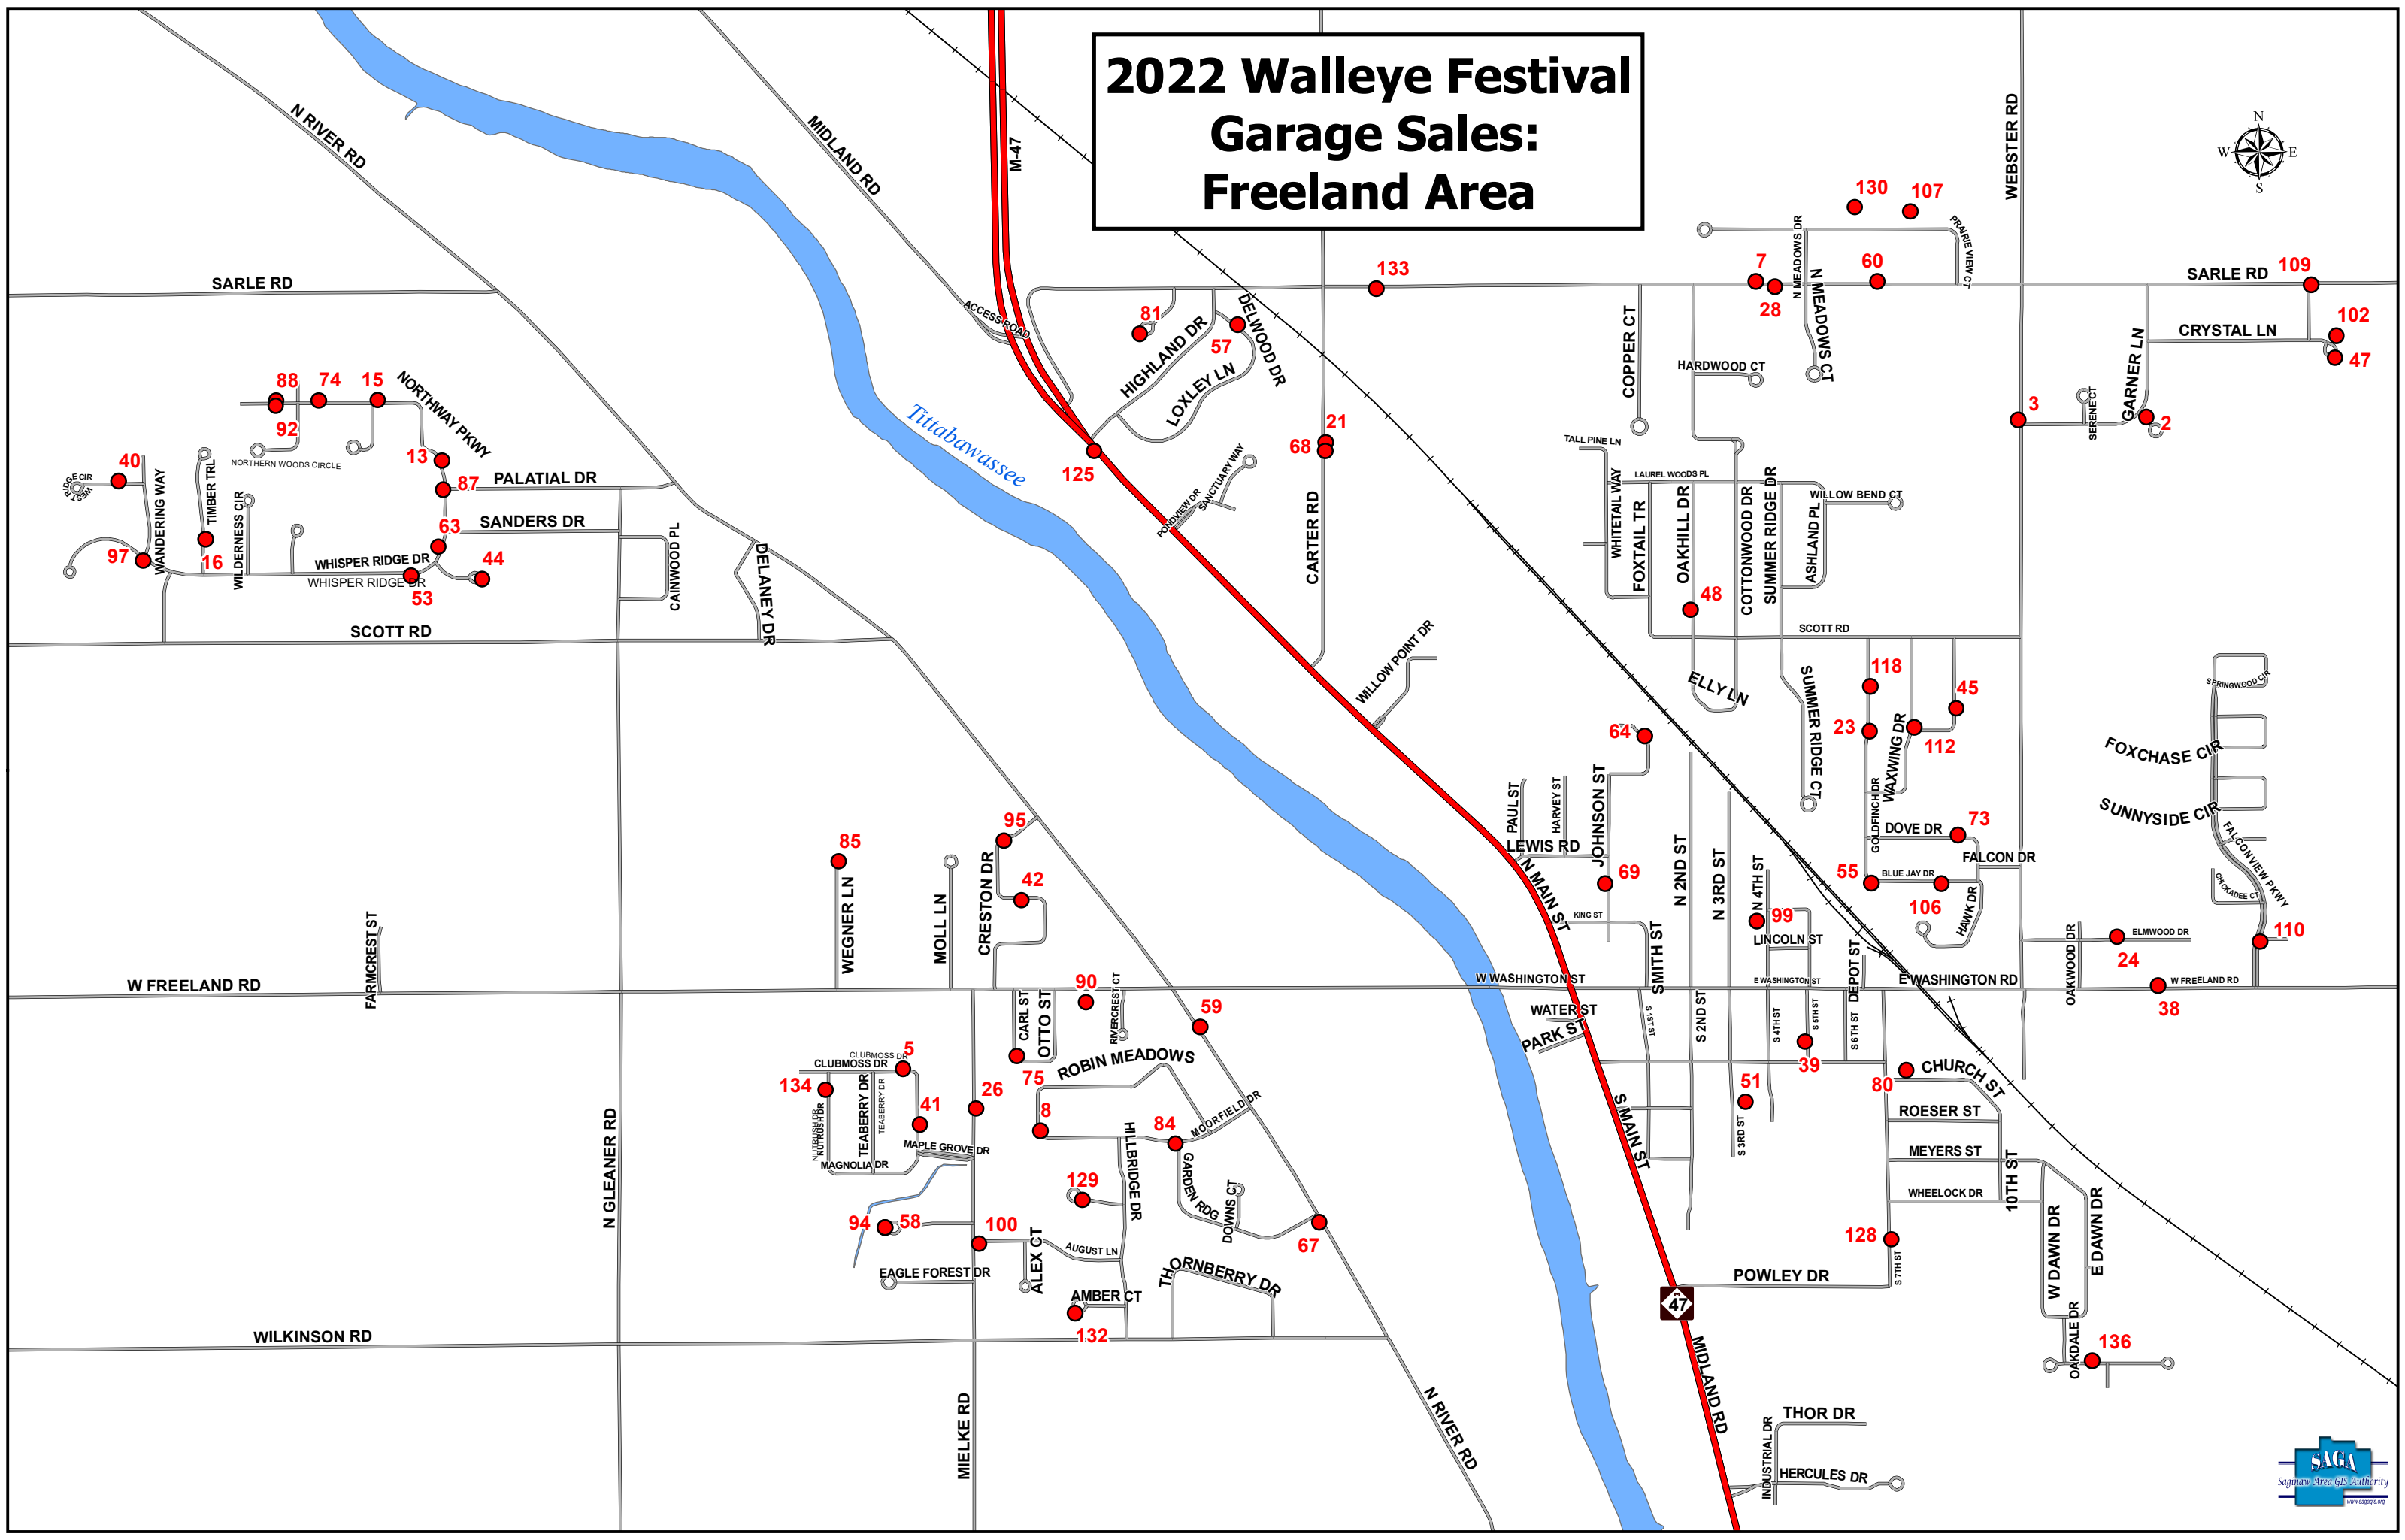 2022 Walleye Festival
Garage Sales:
Freeland Area
N
W E
S
N RIVER RD
MIDLAND RD
M-47
WEBSTER RD
130
107
N MEADOWS DR
PRAIRIE VIEW CT
SARLE RD
133
7
28
60
N MEADOWS CT
SARLE RD
109
ACCESS ROAD
81
57
DELWOOD DR
HIGHLAND DR
LOXLEY LN
COPPER CT
HARDWOOD CT
GARNER LN
CRYSTAL LN
102
47
88
74
15
92
NORTHWAY PKWY
NORTHERN WOODS CIRCLE
Tittabawassee
21
68
125
3
SERENE CT
2
40
WEST RIDGE CIR
WANDERING WAY
TIMBER TRL
WILDERNESS CIR
13
87
PALATIAL DR
63
SANDERS DR
97
16
WHISPER RIDGE DR
WHISPER RIDGE DR
44
53
CAINWOOD PL
DELANEY DR
SCOTT RD
PONDVIEW DR
SANCTUARY WAY
CARTER RD
TALL PINE LN
LAUREL WOODS PL
WHITETAIL WAY
FOXTAIL TR
OAKHILL DR
COTTONWOOD DR
SUMMER RIDGE DR
ASHLAND PL
WILLOW BEND CT
48
SCOTT RD
WILLOW POINT DR
ELLY LN
SUMMER RIDGE CT
118
45
23
WAXWING DR
112
64
SPRINGWOOD CIR
FOXCHASE CIR
SUNNYSIDE CIR
FALCONVIEW PKWY
CHICKADEE CT
PAUL ST
HARVEY ST
JOHNSON ST
LEWIS RD
GOLDFINCH DR
DOVE DR
73
FALCON DR
55
BLUE JAY DR
106
HAWK DR
95
85
42
CRESTON DR
WEGNER LN
MOLL LN
FARMCREST ST
69
N MAIN ST
KING ST
SMITH ST
N 2ND ST
N 3RD ST
N 4TH ST
99
LINCOLN ST
DEPOT ST
OAKWOOD DR
ELMWOOD DR
24
110
W FREELAND RD
90
RIVERCREST CT
W WASHINGTON ST
E WASHINGTON ST
E WASHINGTON RD
W FREELAND RD
38
CARL ST
OTTO ST
59
WATER ST
PARK ST
S 1ST ST
S 2ND ST
S 4TH ST
S 5TH ST
S 6TH ST
39
CLUBMOSS DR
CLUBMOSS DR
5
75
ROBIN MEADOWS
134
NUTRUSH DR
NUTRUSH DR
TEABERRY DR
TEABERRY DR
41
26
8
84
MOORFIELD DR
51
S 3RD ST
80
CHURCH ST
ROESER ST
MEYERS ST
WHEELOCK DR
10TH ST
MAPLE GROVE DR
MAGNOLIA DR
HILLBRIDGE DR
GARDEN RDG
DOWNS CT
129
N GLEANER RD
94
58
100
ALEX CT
AUGUST LN
67
S MAIN ST
128
S 7TH ST
W DAWN DR
E DAWN DR
EAGLE FOREST DR
THORNBERRY DR
AMBER CT
132
POWLEY DR
M
47
WILKINSON RD
OAKDALE DR
136
MIELKE RD
N RIVER RD
MIDLAND RD
INDUSTRIAL DR
THOR DR
HERCULES DR
SAGA
Saginaw Area GIS Authority
www.sagagis.org